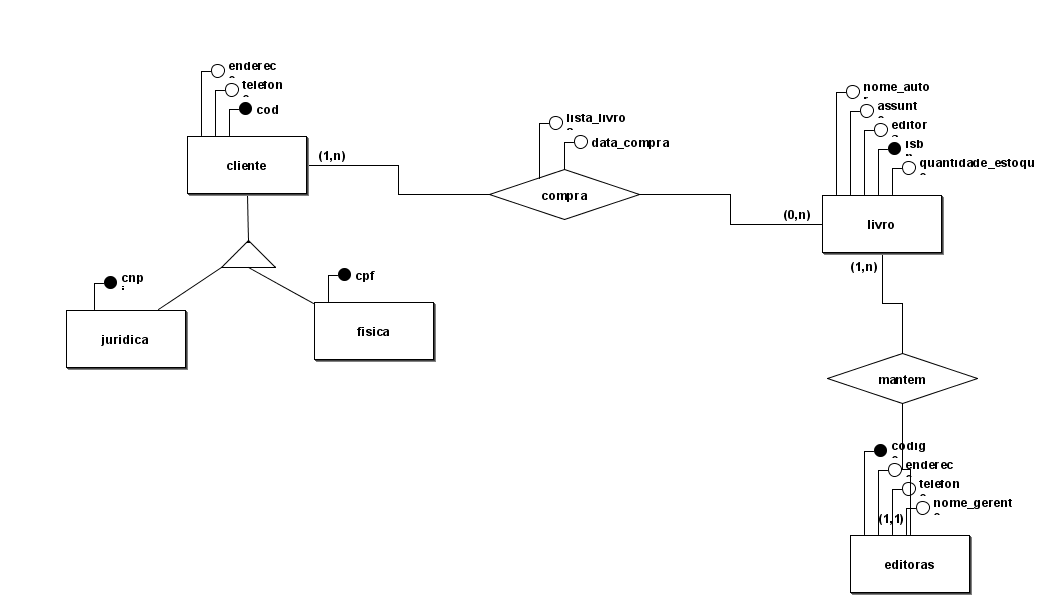 enderec
telefon
cod
cliente
(1,n)
lista_livro
data_compra
compra
nome_auto
assunt
editor
isb
quantidade_estoqu
(0,n)
livro
(1,n)
cnp
juridica
cpf
fisica
mantem
codig
enderec
telefon
nome_gerent
(1,1)
editoras